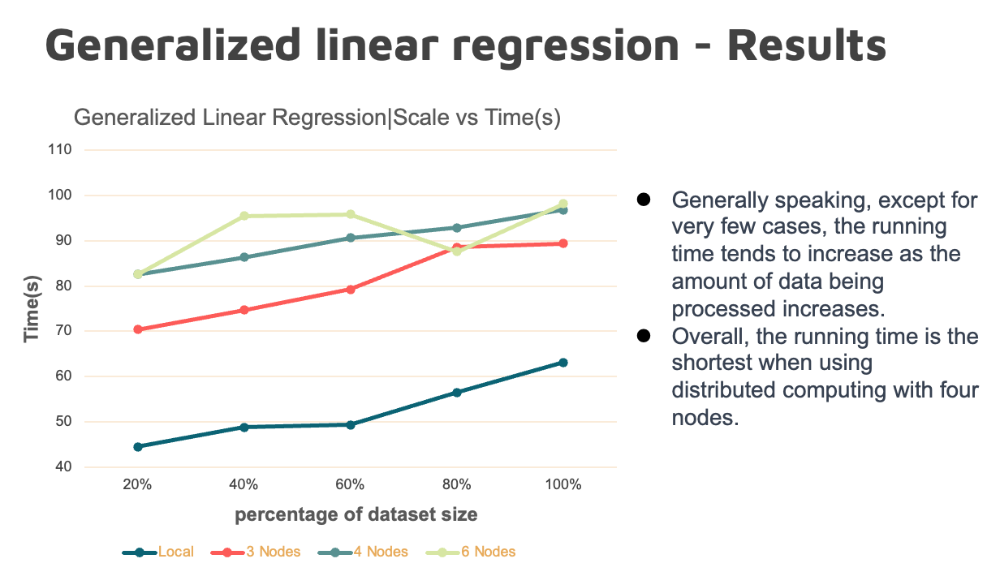 Generalized linear regression - Results
Generalized Linear Regression|Scale vs Time(s)
110
100
90
80
70
60
50
40
Time(s)
20% 40% 60% 80% 100%
percentage of dataset size
Local 3 Nodes 4 Nodes 6 Nodes
● Generally speaking, except for
very few cases, the running
time tends to increase as the
amount of data being
processed increases.
● Overall, the running time is the
shortest when using
distributed computing with four
nodes.